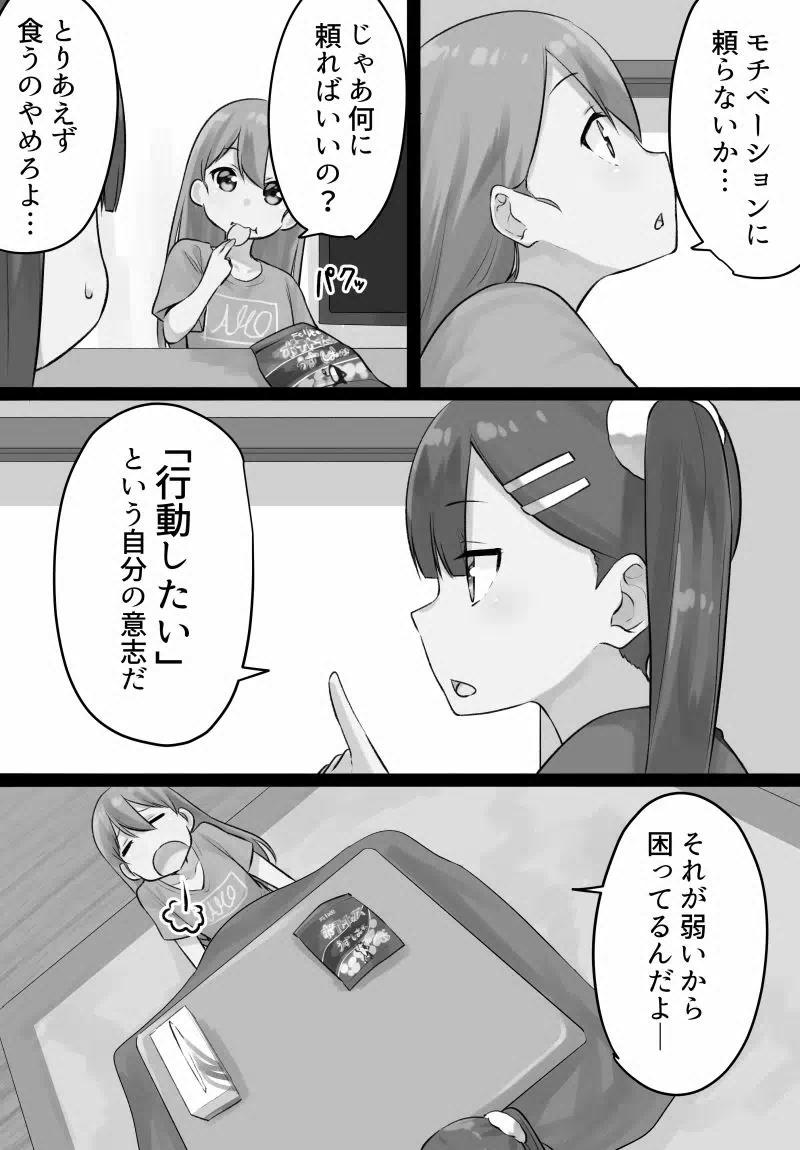 モチベーションに
頼らないか…
じゃあ何に
頼ればいいの？
パクッ
とりあえず
食うのやめろよ…
「行動したい」
という自分の意志だ
それが弱いから
困ってるんだよ―